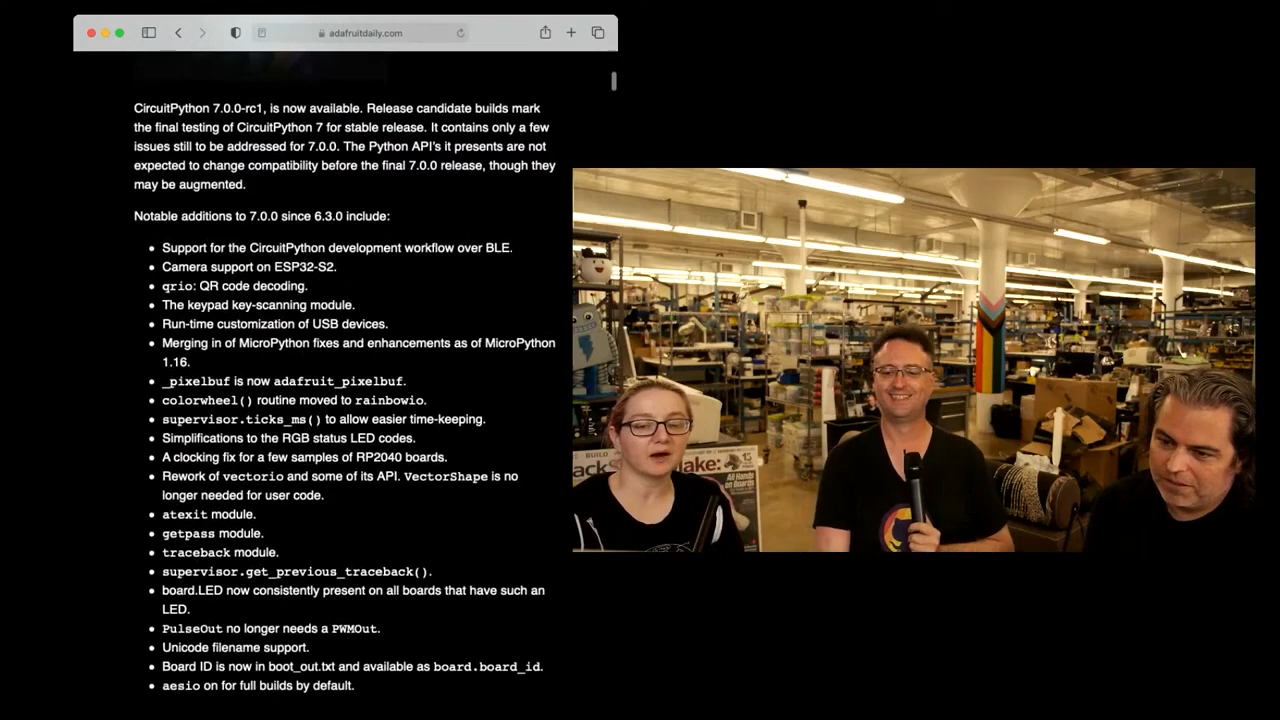 adafruitdaily.com
CircuitPython 7.0.0-rc1, is now available. Release candidate builds mark
the final testing of CircuitPython 7 for stable release. It contains only a few
issues still to be addressed for 7.0.0. The Python API's it presents are not
expected to change compatibility before the final 7.0.0 release, though they
may be augmented.
Notable additions to 7.0.0 since 6.3.0 include:
• Support for the CircuitPython development workflow over BLE.
• Camera support on ESP32-S2.
• qrio: QR code decoding.
• The keypad key-scanning module.
• Run-time customization of USB devices.
• Merging in of MicroPython fixes and enhancements as of MicroPython
1.16.
• _pixelbuf is now adafruit_pixelbuf.
• colorwheel() routine moved to rainbowio.
• supervisor.ticks_ms() to allow easier time-keeping.
• Simplifications to the RGB status LED codes.
• A clocking fix for a few samples of RP2040 boards.
• Rework of vectorio and some of its API. VectorShape is no
longer needed for user code.
• atexit module.
• getpass module.
• traceback module.
• supervisor.get_previous_traceback().
• board.LED now consistently present on all boards that have such an
LED.
• PulseOut no longer needs a PWMOut.
• Unicode filename support.
• Board ID is now in boot_out.txt and available as board.board_id.
• aesio on for full builds by default.
BUILD
Make:
15
All Hands
on Boards